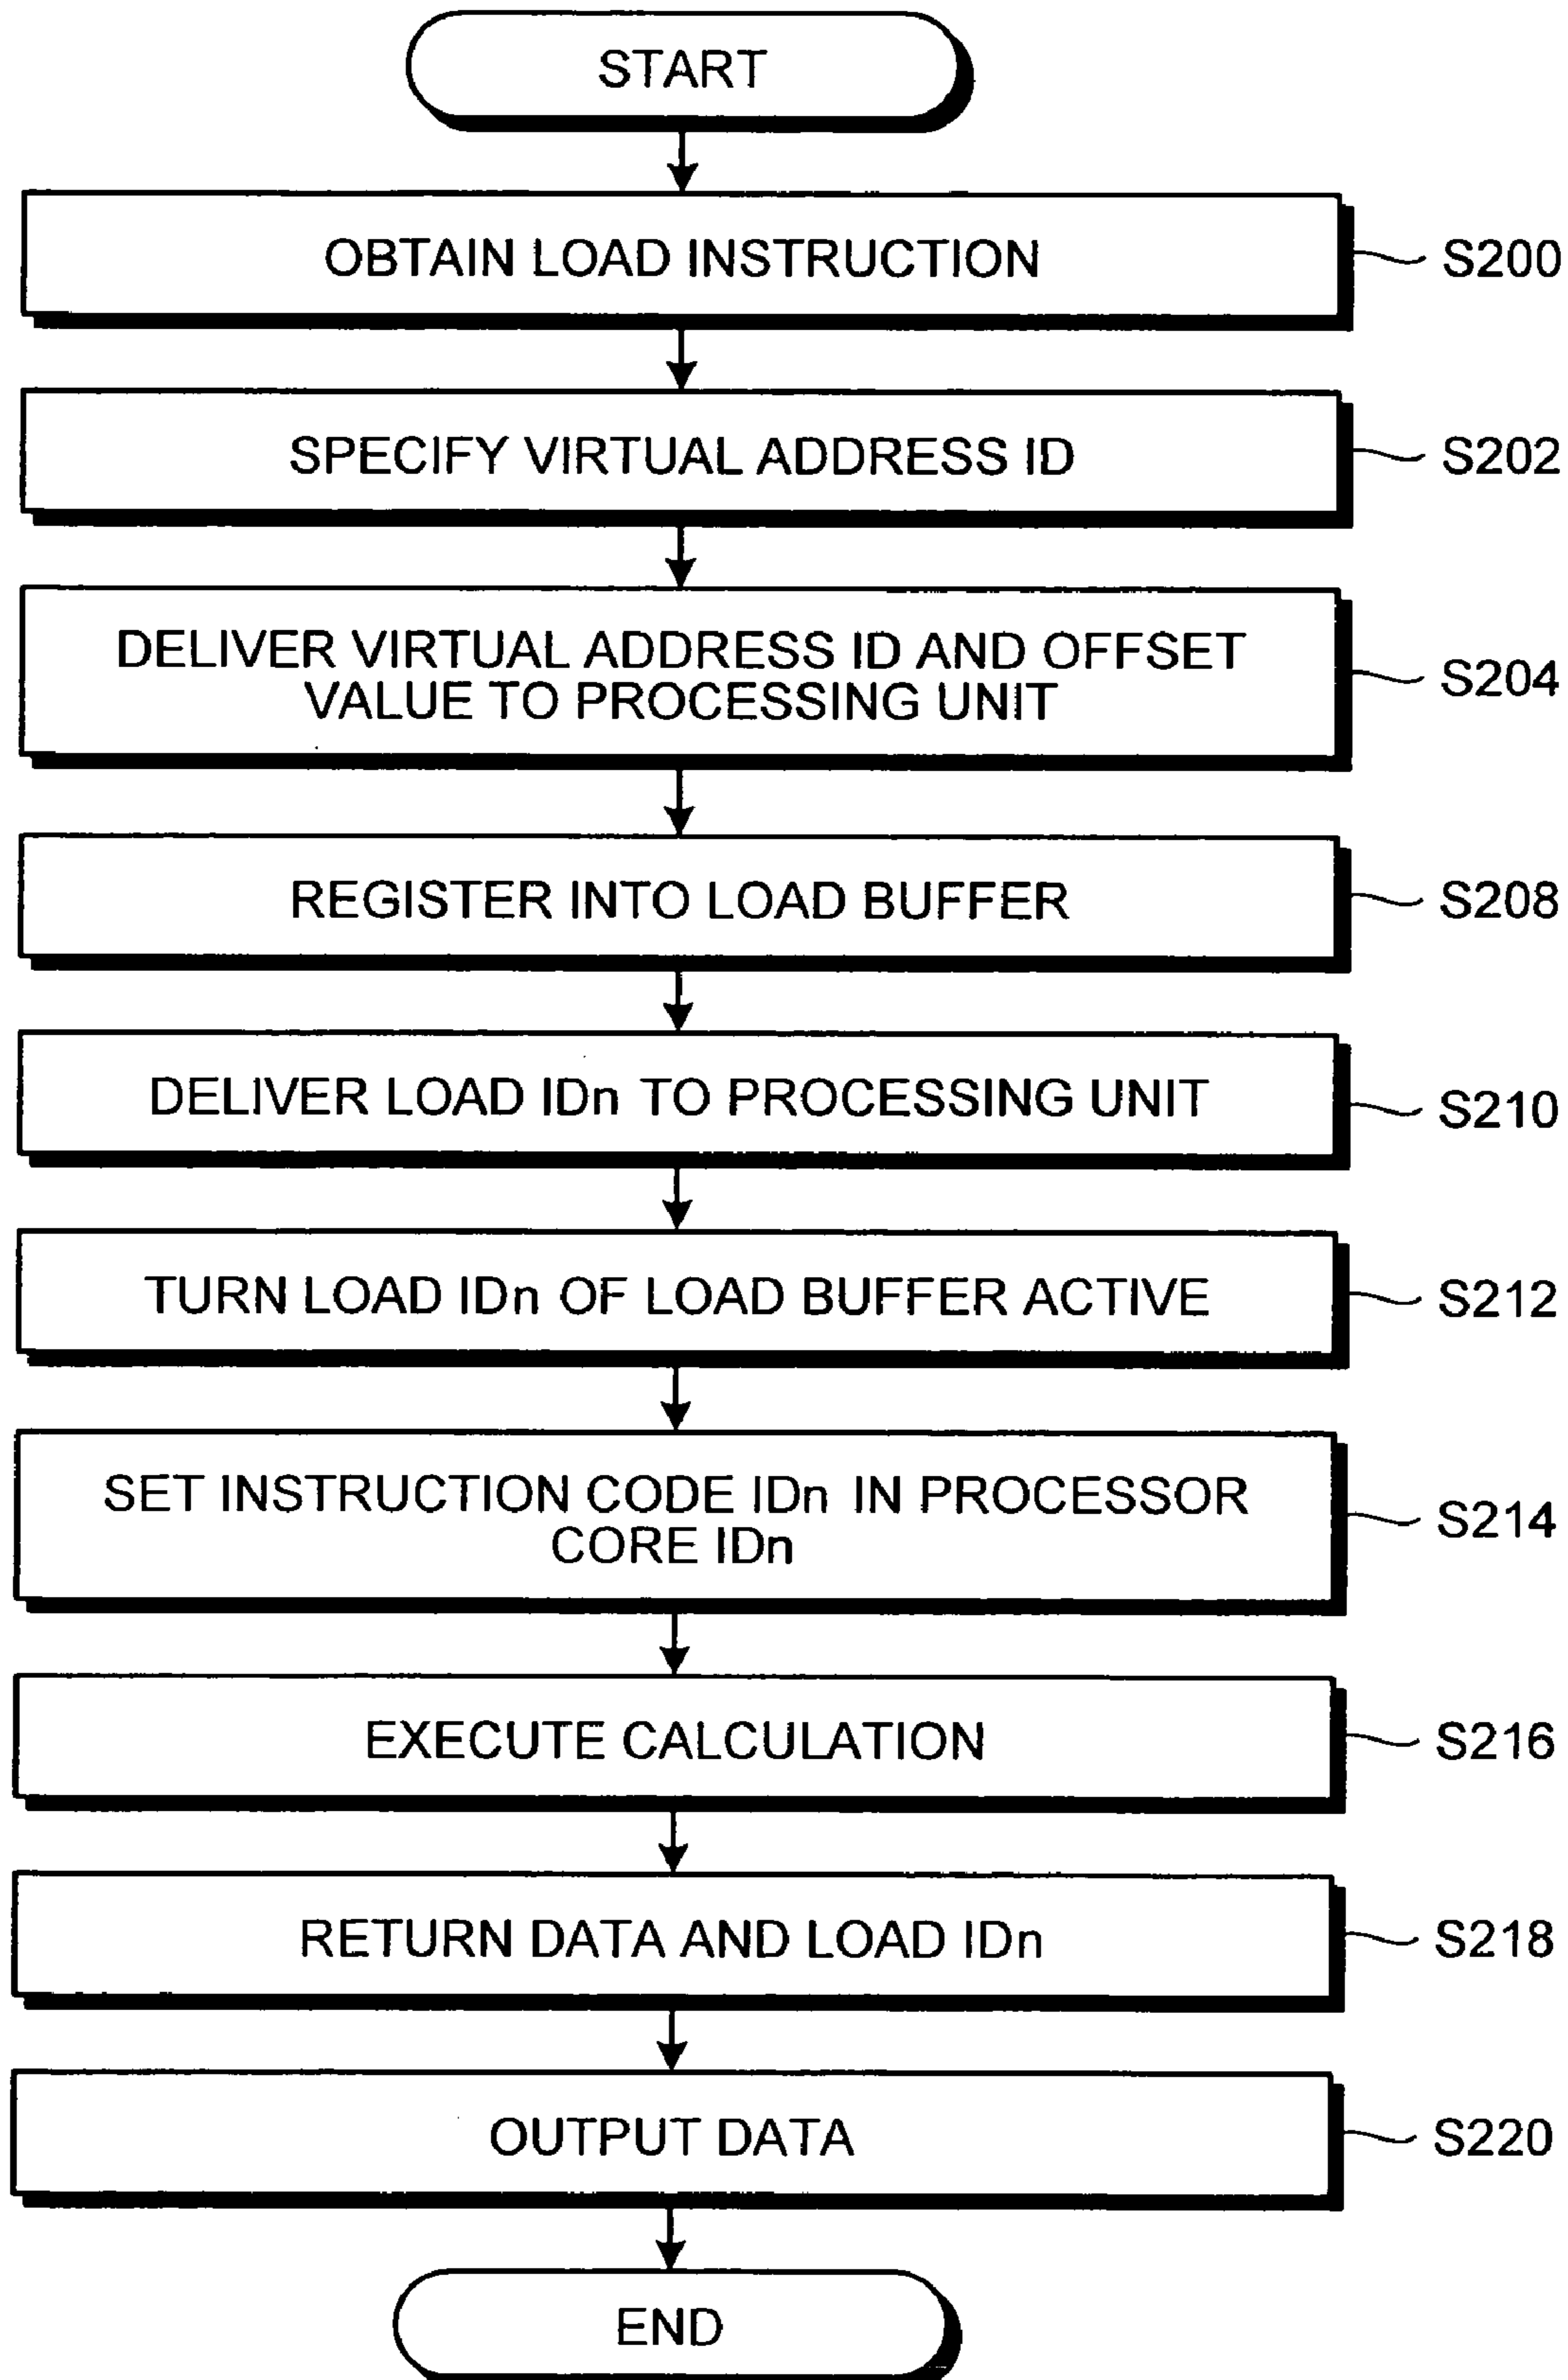 START
OBTAIN LOAD INSTRUCTION
S200
SPECIFY VIRTUAL ADDRESS ID
S202
DELIVER VIRTUAL ADDRESS ID AND OFFSET
VALUE TO PROCESSING UNIT
S204
REGISTER INTO LOAD BUFFER
S208
DELIVER LOAD IDn TO PROCESSING UNIT
S210
TURN LOAD IDn OF LOAD BUFFER ACTIVE
S212
SET INSTRUCTION CODE IDn IN PROCESSOR
CORE IDn
S214
EXECUTE CALCULATION
S216
RETURN DATA AND LOAD IDn
S218
OUTPUT DATA
S220
END